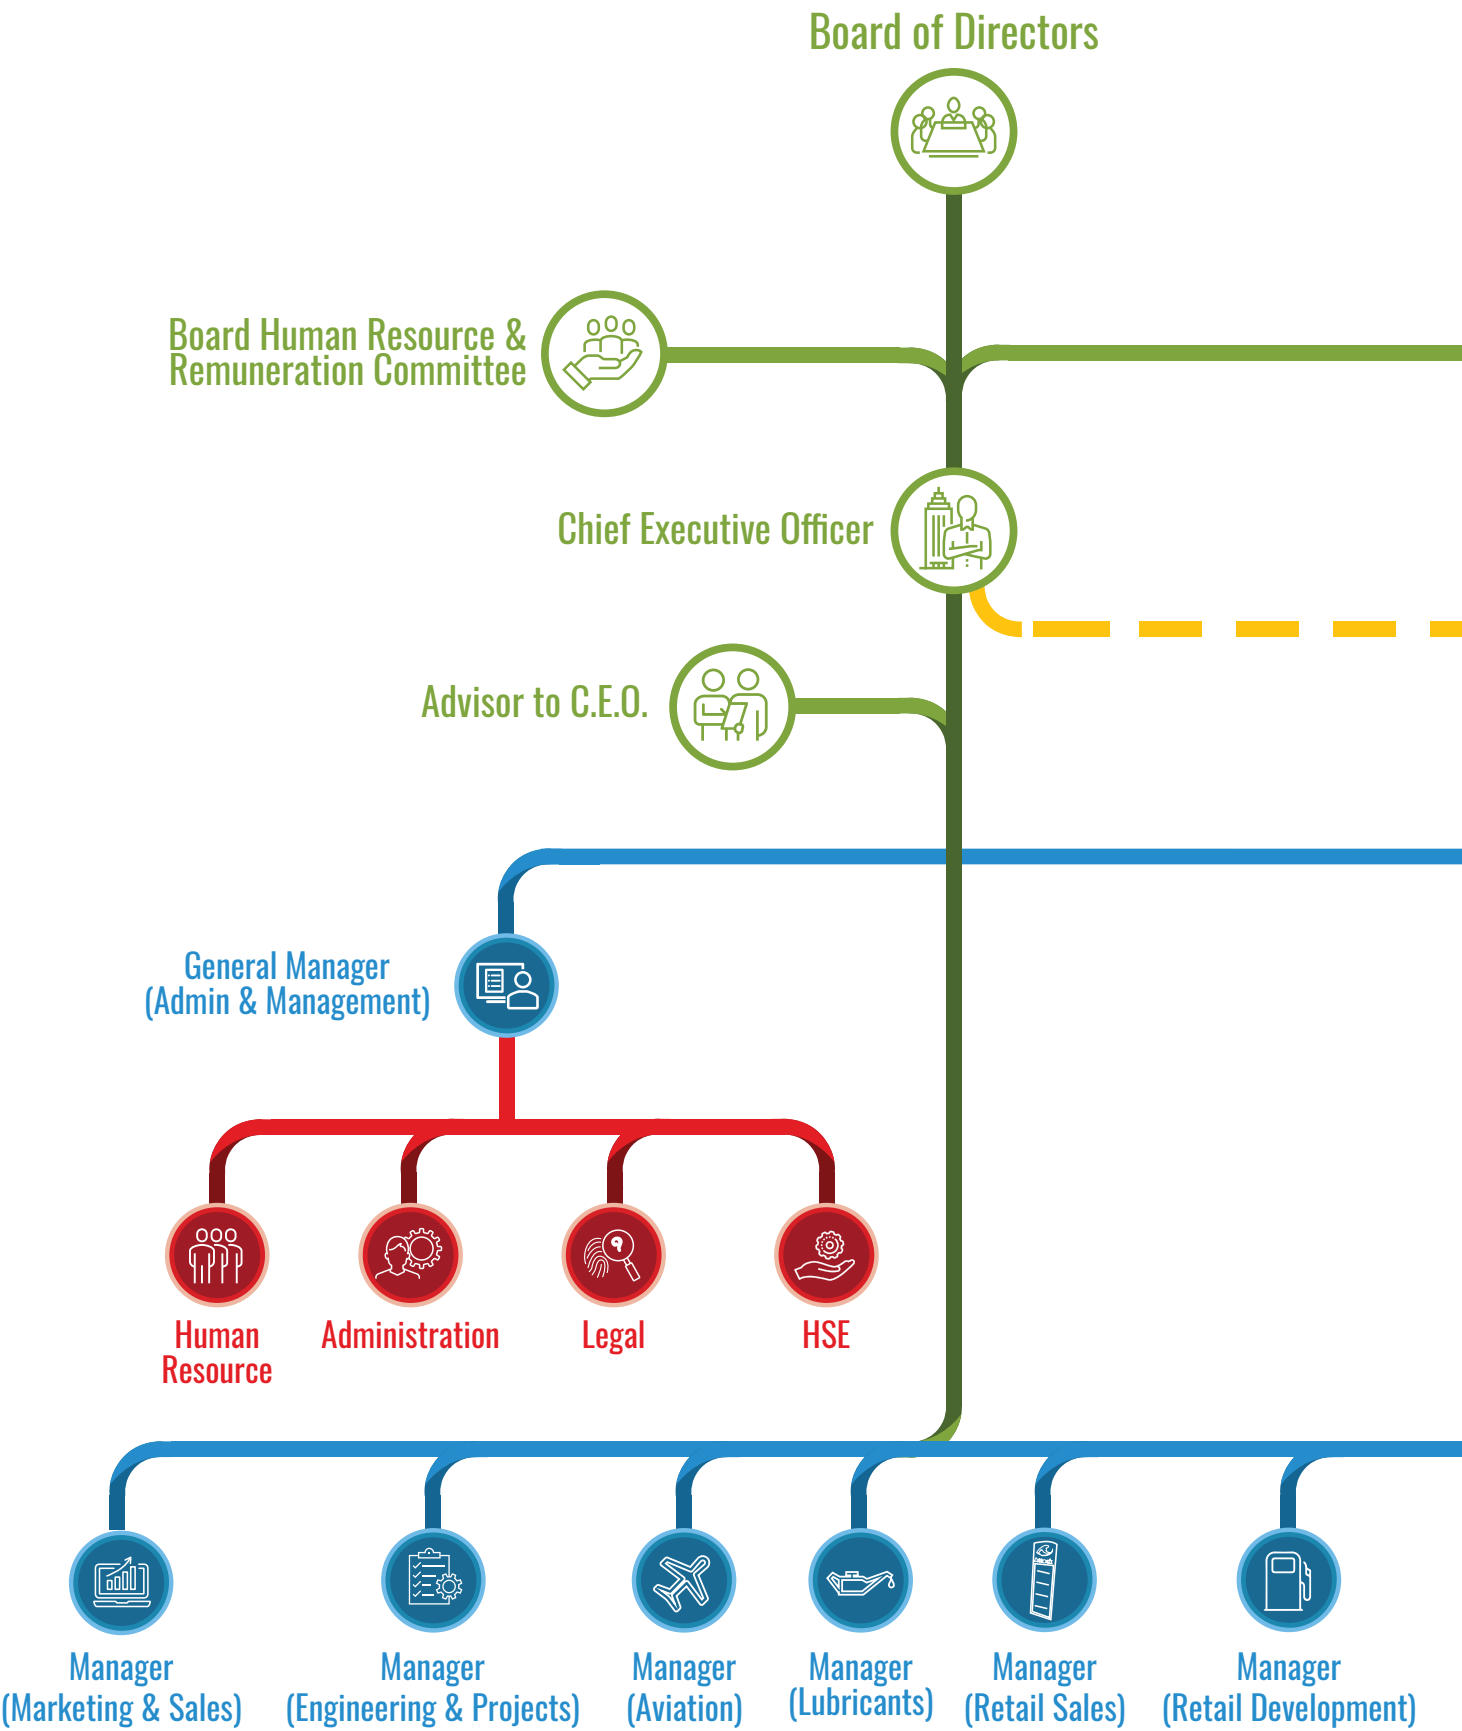 Board of Directors
Board Human Resource &
Remuneration Committee
Chief Executive Officer
Advisor to C.E.O.
General Manager
(Admin & Management)
Human
Resource
Administration
Legal
HSE
Manager
(Marketing & Sales)
Manager
(Engineering & Projects)
Manager
(Aviation)
Manager
(Lubricants)
Manager
(Retail Sales)
Manager
(Retail Development)